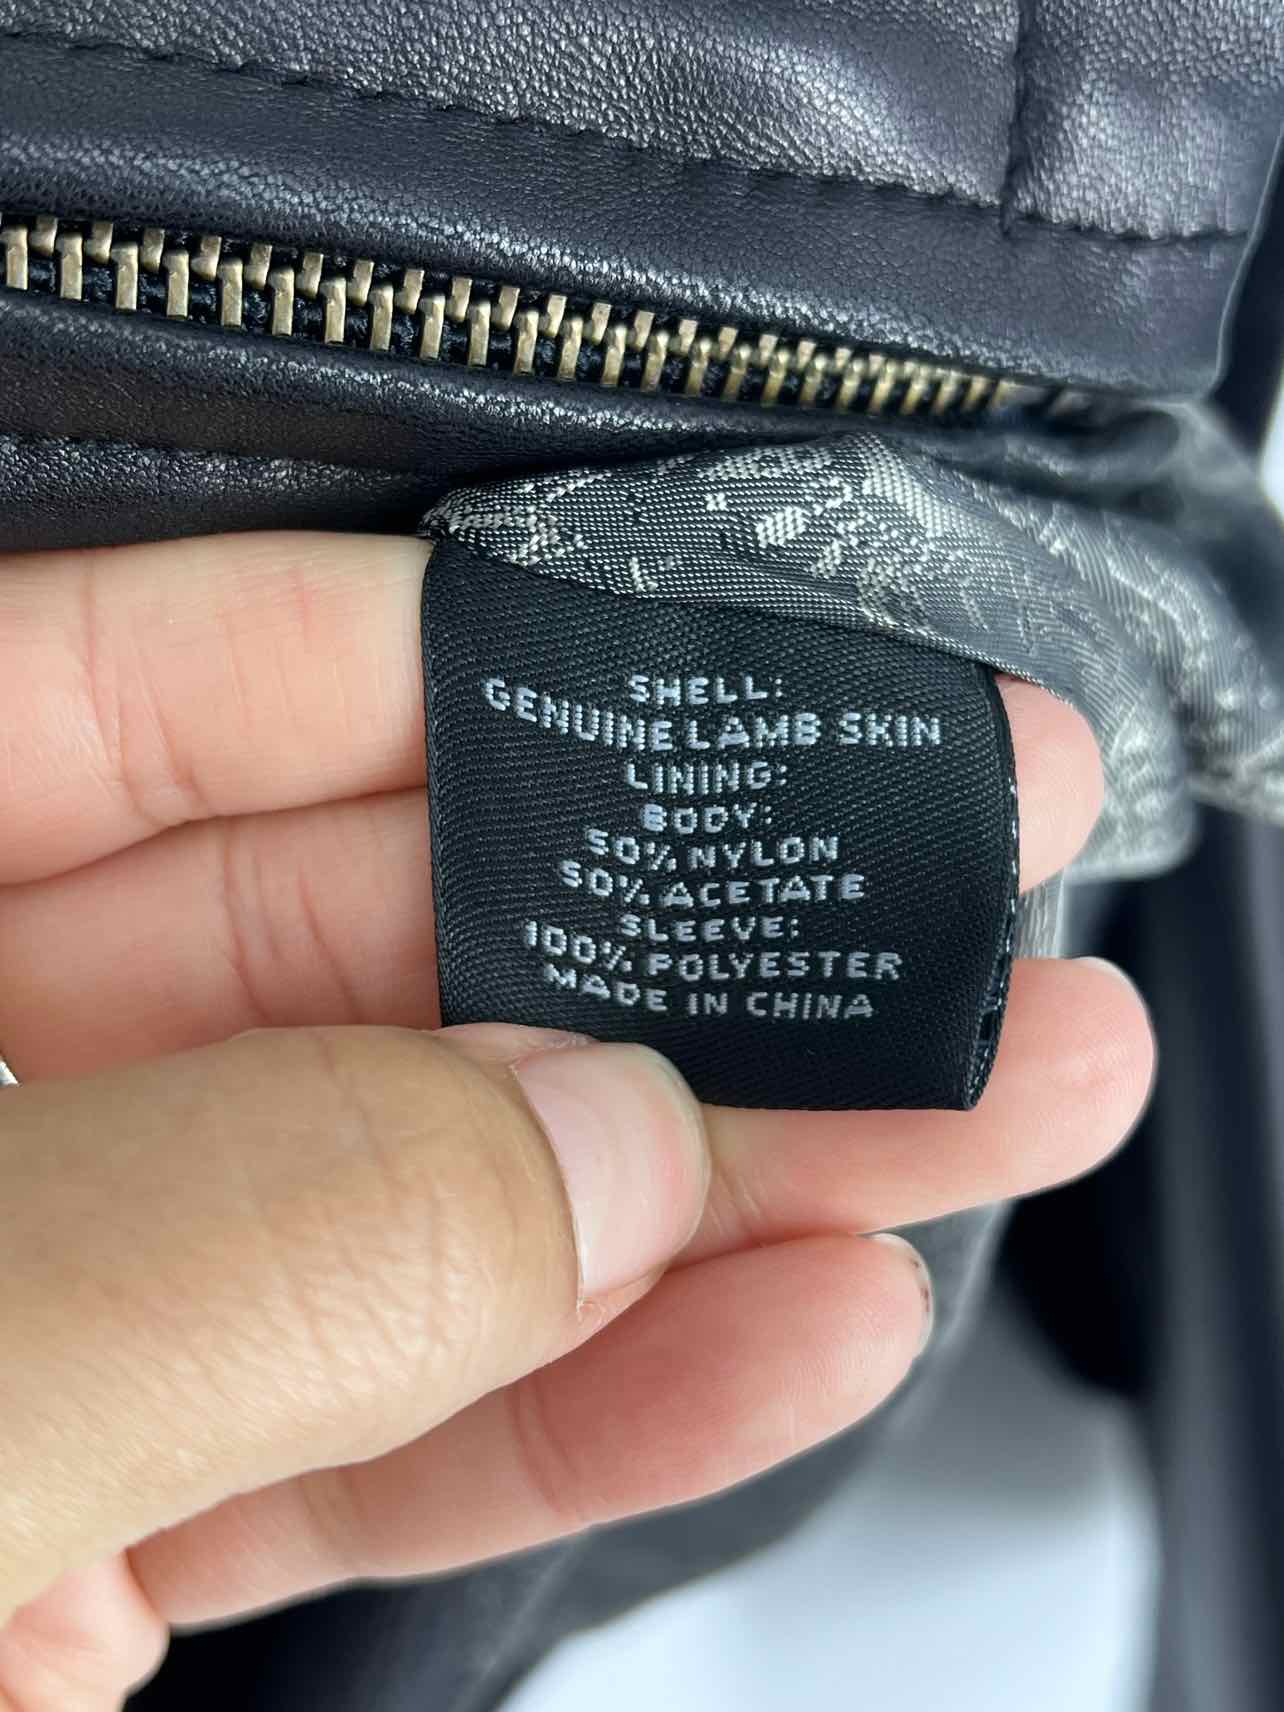 SHELL:
GENUINE LAMB SKIN
LINING:
BODY:
50% NYLON
50% ACETATE
SLEEVE:
100% POLYESTER
MADE IN CHINA